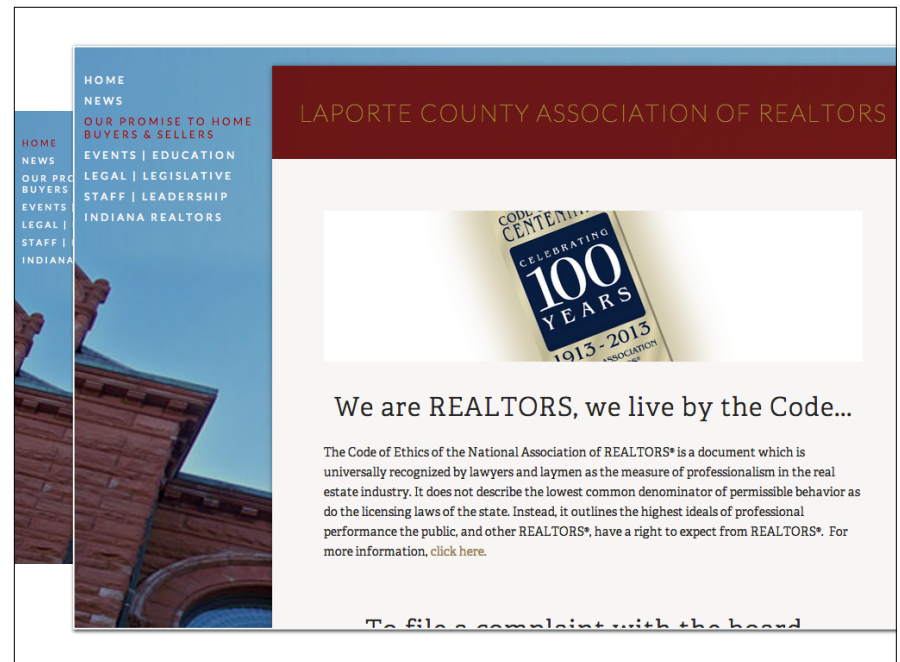 HOME
NEWS
OUR PRO
BUYERS
EVENTS
LEGAL |
STAFF |
INDIANA
HOME
NEWS
OUR PROMISE TO HOME
BUYERS & SELLERS
EVENTS | EDUCATION
LEGAL | LEGISLATIVE
STAFF | LEADERSHIP
INDIANA REALTORS
LAPORTE COUNTY ASSOCIATION OF REALTORS
CENTENN
CELEBRATING
100
YEARS
1913-2013
ASSOCIATION
We are REALTORS, we live by the Code...
The Code of Ethics of the National Association of REALTORS® is a document which is
universally recognized by lawyers and laymen as the measure of professionalism in the real
estate industry. It does not describe the lowest common denominator of permissible behavior as
do the licensing laws of the state. Instead, it outlines the highest ideals of professional
performance the public, and other REALTORS®, have a right to expect from REALTORS®. For
more information, click here.
To file a complaint with the board